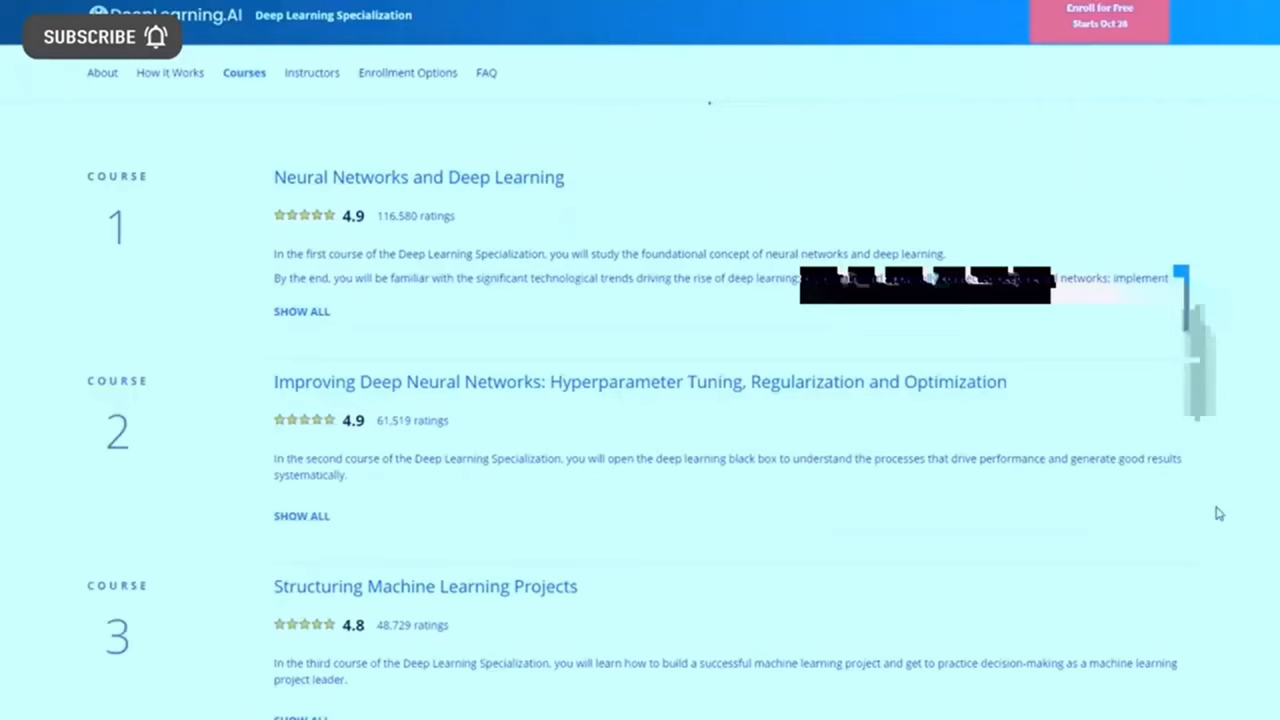 DeepLearning.AI Deep Learning Specialization
Enroll for Free
Starts Oct 28
SUBSCRIBE
About How it Works Courses Instructors Enrollment Options FAQ
COURSE
1
Neural Networks and Deep Learning
4.9 116,580 ratings
In the first course of the Deep Learning Specialization, you will study the foundational concept of neural networks and deep learning.
By the end, you will be familiar with the significant technological trends driving the rise of deep learning; networks; implement
SHOW ALL
COURSE
2
Improving Deep Neural Networks: Hyperparameter Tuning, Regularization and Optimization
4.9 61,519 ratings
In the second course of the Deep Learning Specialization, you will open the deep learning black box to understand the processes that drive performance and generate good results
systematically.
SHOW ALL
COURSE
3
Structuring Machine Learning Projects
4.8 48,729 ratings
In the third course of the Deep Learning Specialization, you will learn how to build a successful machine learning project and get to practice decision-making as a machine learning
project leader.
SHOW ALL